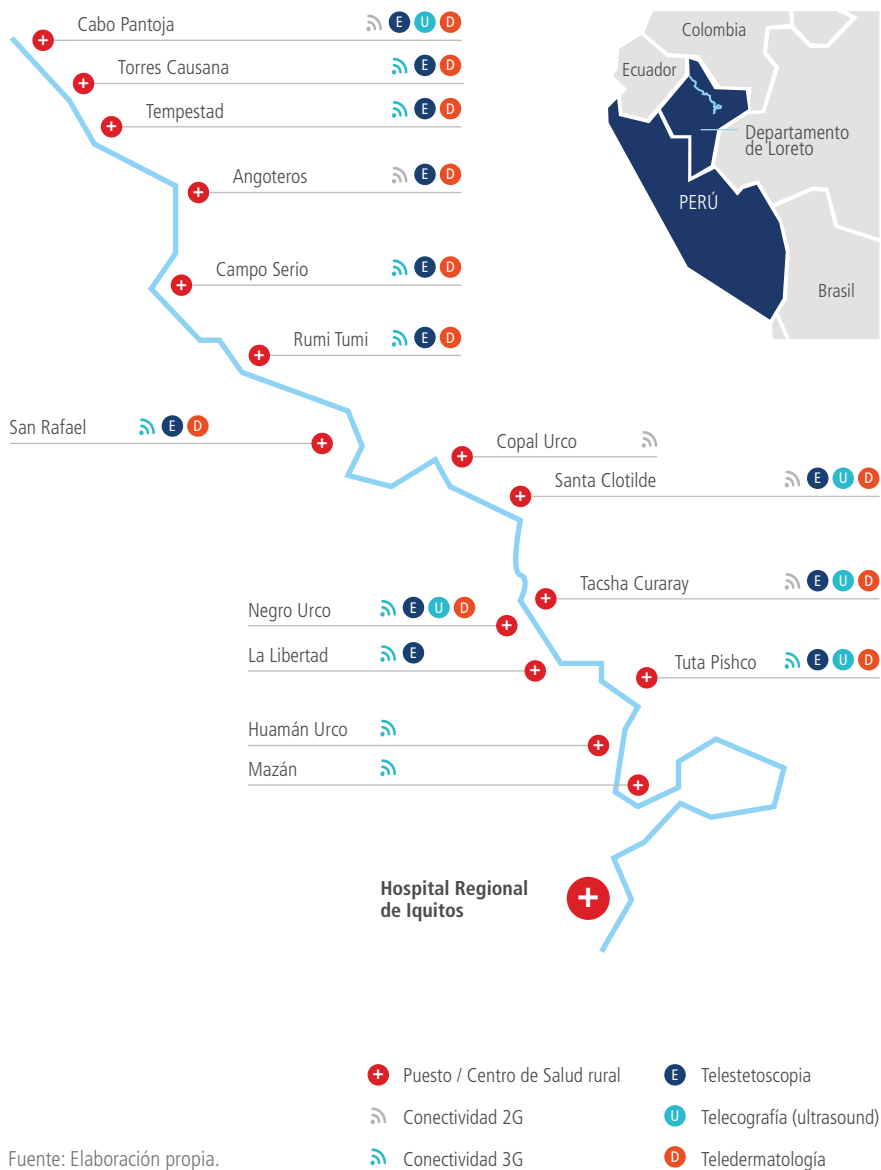 Cabo Pantoja E U D
Torres Causana E D
Tempestad E D
Angoteros E D
Campo Serio E D
Rumi Tumi E D
San Rafael E D
Copal Urco
Santa Clotilde E U D
Tacsha Curaray E U D
Negro Urco E U D
La Libertad E
Tuta Pishco E U D
Huamán Urco
Mazán
Hospital Regional
de Iquitos
Colombia
Ecuador
Departamento
de Loreto
PERÚ
Brasil
Puesto / Centro de Salud rural
Conectividad 2G
Conectividad 3G
E Telestetoscopia
U Telecografía (ultrasound)
D Teledermatología
Fuente: Elaboración propia.